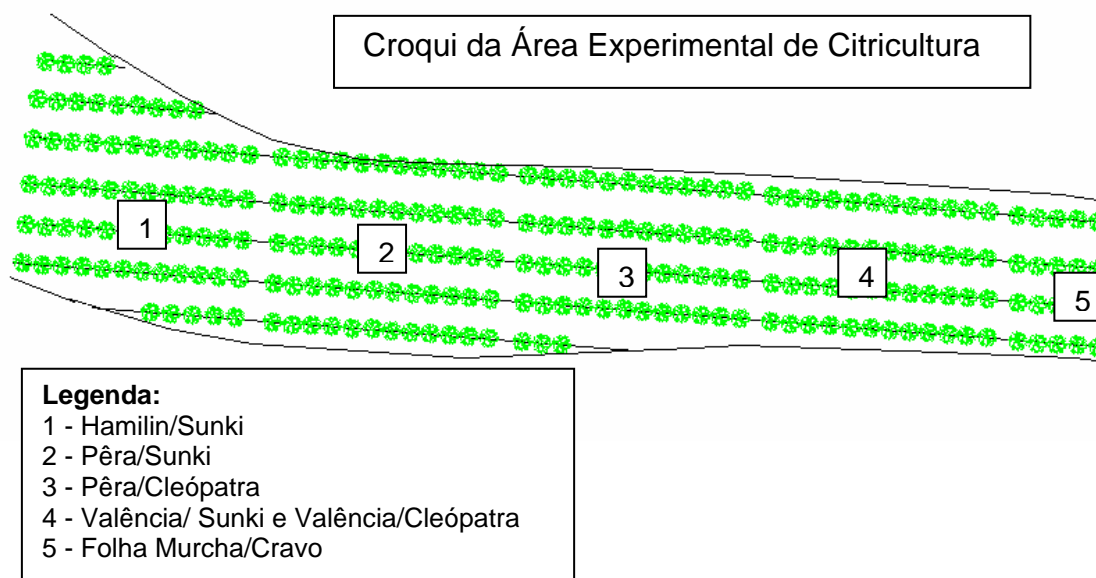 Croqui da Área Experimental de Citricultura
1
2
3
4
5
Legenda:
1 - Hamilin/Sunki
2 - Pêra/Sunki
3 - Pêra/Cleópatra
4 - Valência/ Sunki e Valência/Cleópatra
5 - Folha Murcha/Cravo